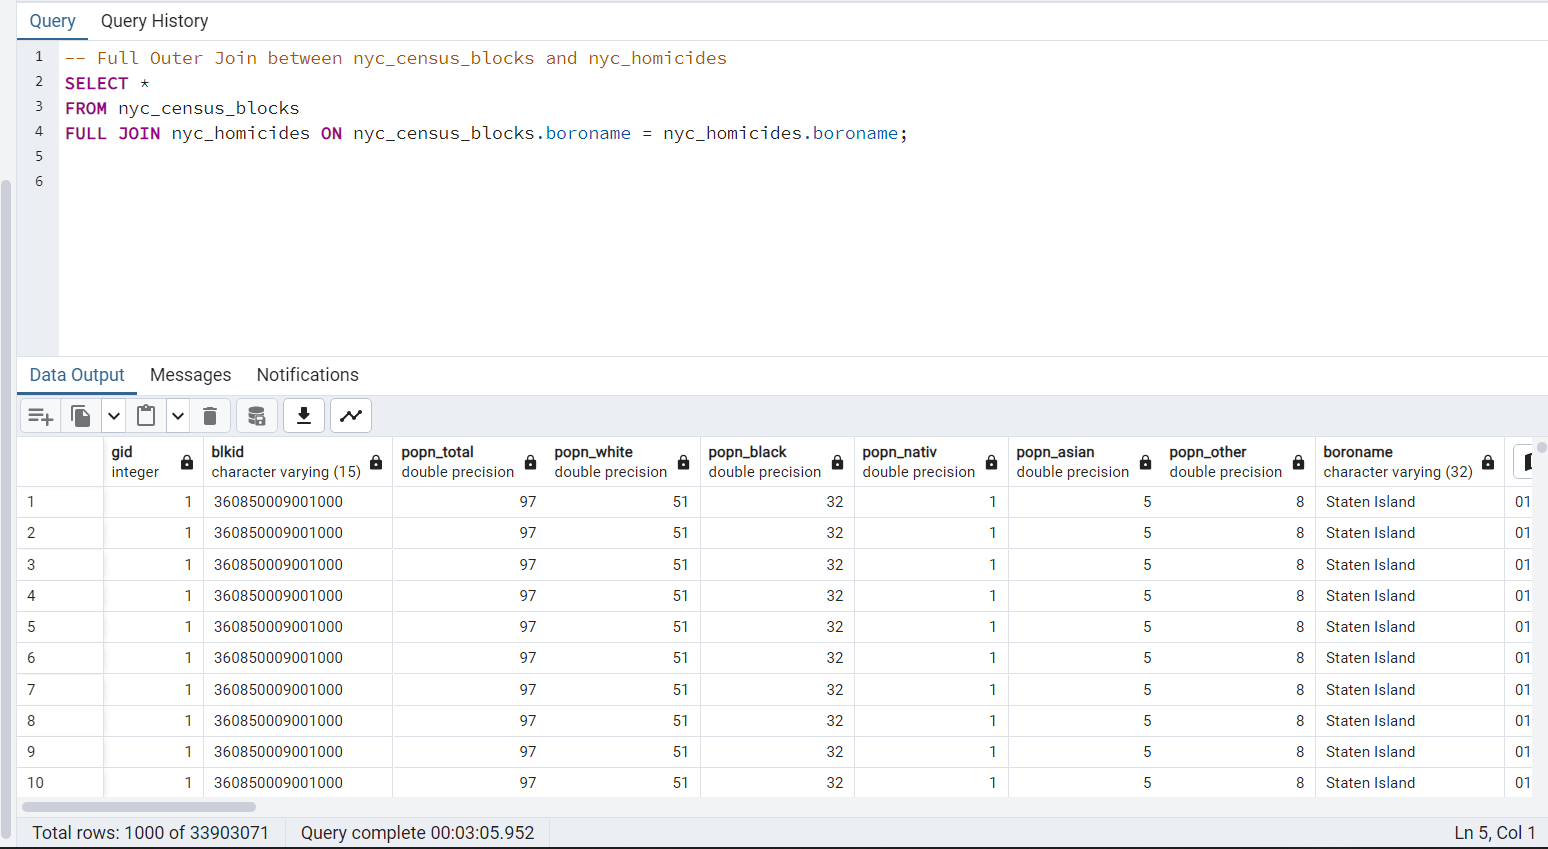 Query Query History
1 -- Full Outer Join between nyc_census_blocks and nyc_homicides
2 SELECT *
3 FROM nyc_census_blocks
4 FULL JOIN nyc_homicides ON nyc_census_blocks.boroname = nyc_homicides.boroname;
5
6
Data Output Messages Notifications
gid blkid popn_total popn_white popn_black popn_nativ popn_asian popn_other boroname
integer character varying (15) double precision double precision double precision double precision double precision double precision character varying (32)
1 1 360850009001000 97 51 32 1 5 8 Staten Island 01
2 1 360850009001000 97 51 32 1 5 8 Staten Island 01
3 1 360850009001000 97 51 32 1 5 8 Staten Island 01
4 1 360850009001000 97 51 32 1 5 8 Staten Island 01
5 1 360850009001000 97 51 32 1 5 8 Staten Island 01
6 1 360850009001000 97 51 32 1 5 8 Staten Island 01
7 1 360850009001000 97 51 32 1 5 8 Staten Island 01
8 1 360850009001000 97 51 32 1 5 8 Staten Island 01
9 1 360850009001000 97 51 32 1 5 8 Staten Island 01
10 1 360850009001000 97 51 32 1 5 8 Staten Island 01
Total rows: 1000 of 33903071 Query complete 00:03:05.952 Ln 5, Col 1